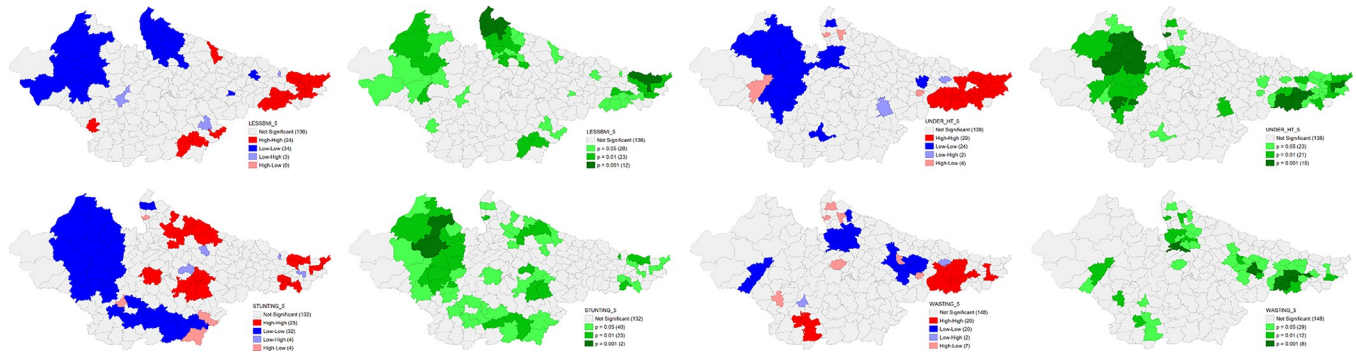 LESSBMI_5
Not Significant (136)
High-High (24)
Low-Low (34)
Low-High (3)
High-Low (0)
LESSBMI_5
Not Significant (136)
p = 0.05 (26)
p = 0.01 (23)
p = 0.001 (12)
UNDER_HT_5
Not Significant (138)
High-High (29)
Low-Low (24)
Low-High (2)
High-Low (4)
UNDER_HT_5
Not Significant (138)
p = 0.05 (23)
p = 0.01 (21)
p = 0.001 (15)
STUNTING_5
Not Significant (132)
High-High (25)
Low-Low (32)
Low-High (4)
High-Low (4)
STUNTING_5
Not Significant (132)
p = 0.05 (40)
p = 0.01 (23)
p = 0.001 (2)
WASTING_5
Not Significant (148)
High-High (20)
Low-Low (20)
Low-High (2)
High-Low (7)
WASTING_5
Not Significant (148)
p = 0.05 (29)
p = 0.01 (12)
p = 0.001 (8)